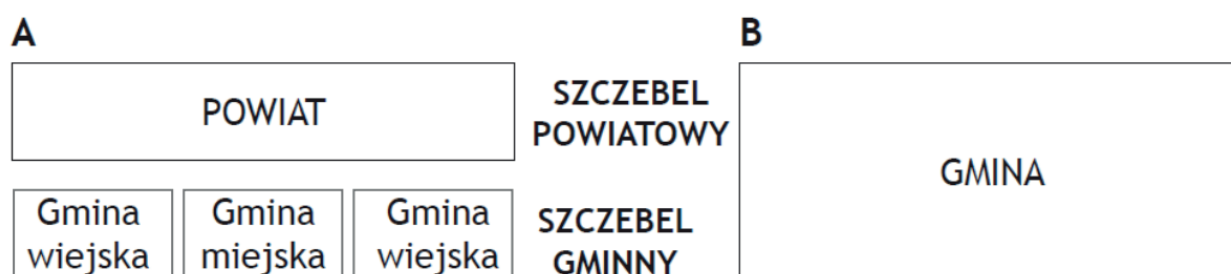 A
B
POWIAT
SZCZEBEL
POWIATOWY
GMINA
Gmina
wiejska
Gmina
miejska
Gmina
wiejska
SZCZEBEL
GMINNY